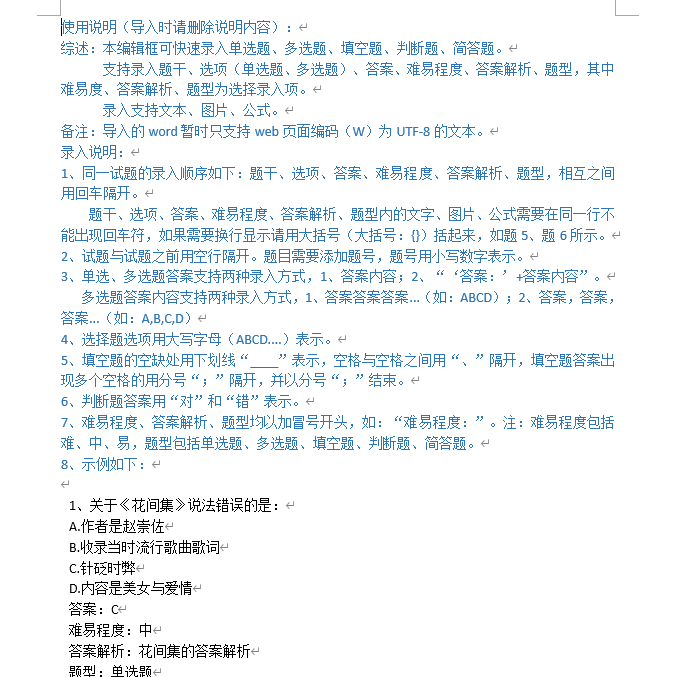 使用说明（导入时请删除说明内容）：
综述：本编辑框可快速录入单选题、多选题、填空题、判断题、简答题。
支持录入题干、选项（单选题、多选题）、答案、难易程度、答案解析、题型，其中
难易度、答案解析、题型为选择录入项。
录入支持文本、图片、公式。
备注：导入的 word 暂时只支持 web 页面编码（W）为 UTF-8 的文本。
录入说明：
1、同一试题的录入顺序如下：题干、选项、答案、难易程度、答案解析、题型，相互之间
用回车隔开。
题干、选项、答案、难易程度、答案解析、题型内的文字、图片、公式需要在同一行不
能出现回车符，如果需要换行显示请用大括号（大括号：{}）括起来，如题 5、题 6 所示。
2、试题与试题之前用空行隔开。题目需要添加题号，题号用小写数字表示。
3、单选、多选题答案支持两种录入方式，1、答案内容；2、“‘答案：’+答案内容”。
多选题答案内容支持两种录入方式，1、答案答案答案...（如：ABCD）；2、答案，答案，
答案...（如：A,B,C,D）
4、选择题选项用大写字母（ABCD....）表示。
5、填空题的空缺处用下划线“____”表示，空格与空格之间用“、”隔开，填空题答案出
现多个空格的用分号“；”隔开，并以分号“；”结束。
6、判断题答案用“对”和“错”表示。
7、难易程度、答案解析、题型均以加冒号开头，如：“难易程度：”。注：难易程度包括
难、中、易，题型包括单选题、多选题、填空题、判断题、简答题。
8、示例如下：
1、关于《花间集》说法错误的是：
A.作者是赵崇佐
B.收录当时流行歌曲歌词
C.针砭时弊
D.内容是美女与爱情
答案：C
难易程度：中
答案解析：花间集的答案解析
题型：单选题